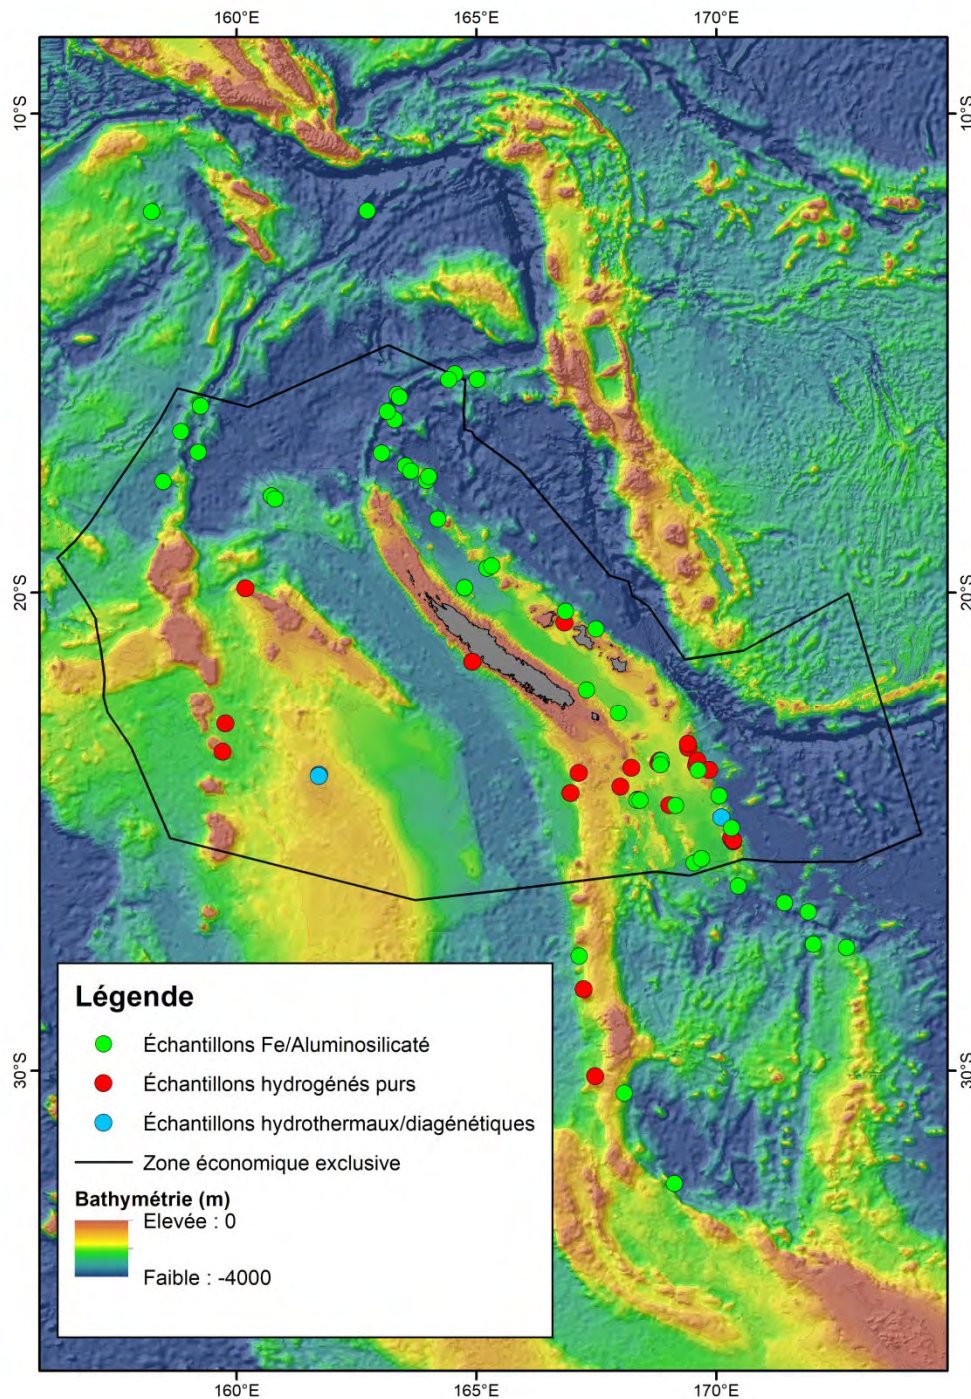 160°E 165°E 170°E
10°S 10°S
20°S 20°S
30°S 30°S
Légende
Échantillons Fe/Aluminosilicaté
Échantillons hydrogénés purs
Échantillons hydrothermaux/diagénétiques
Zone économique exclusive
Bathymétrie (m)
Elevée : 0
Faible : -4000
160°E 165°E 170°E